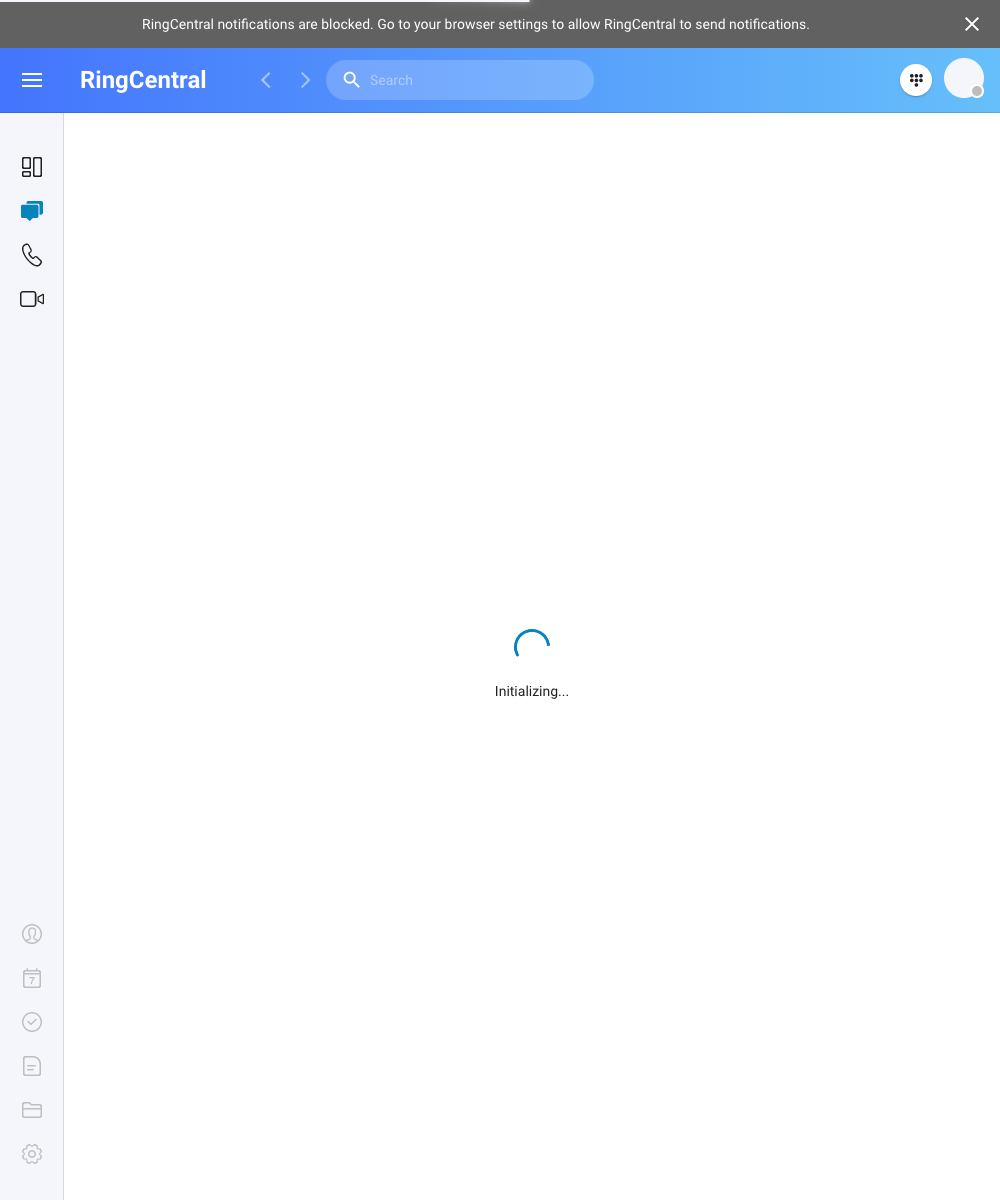 RingCentral notifications are blocked. Go to your browser settings to allow RingCentral to send notifications.
RingCentral
Search
Initializing...
7